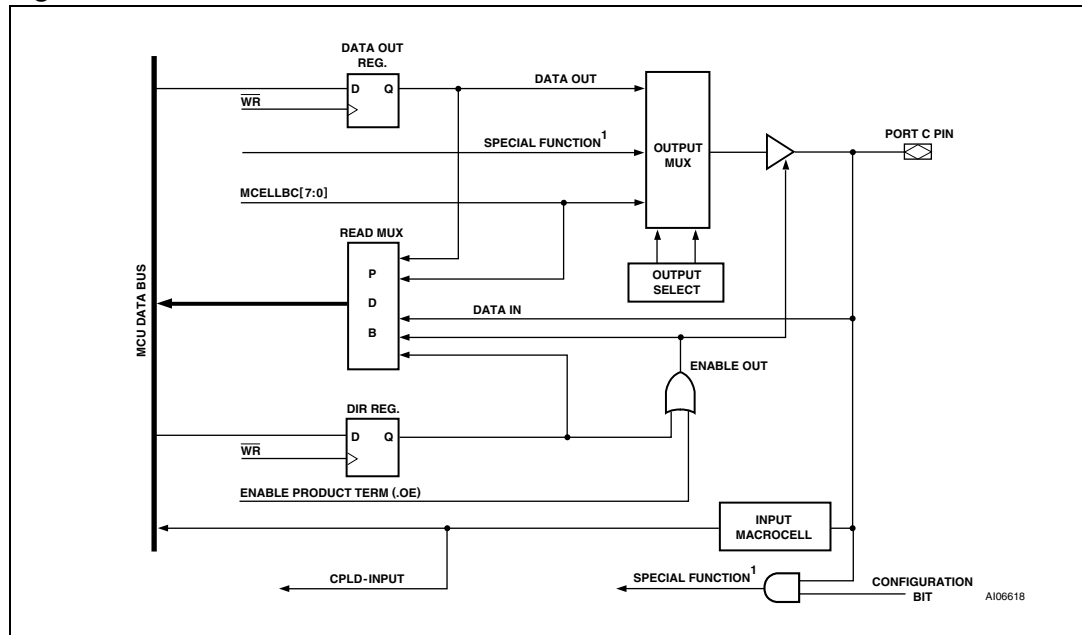 DATA OUT
REG.
D Q
WR
DATA OUT
SPECIAL FUNCTION1
MCELLBC[7:0]
OUTPUT
MUX
PORT C PIN
READ MUX
P
D
B
OUTPUT
SELECT
MCU DATA BUS
DATA IN
ENABLE OUT
DIR REG.
D Q
WR
ENABLE PRODUCT TERM (.OE)
INPUT
MACROCELL
CPLD-INPUT
SPECIAL FUNCTION1
CONFIGURATION
BIT
AI06618